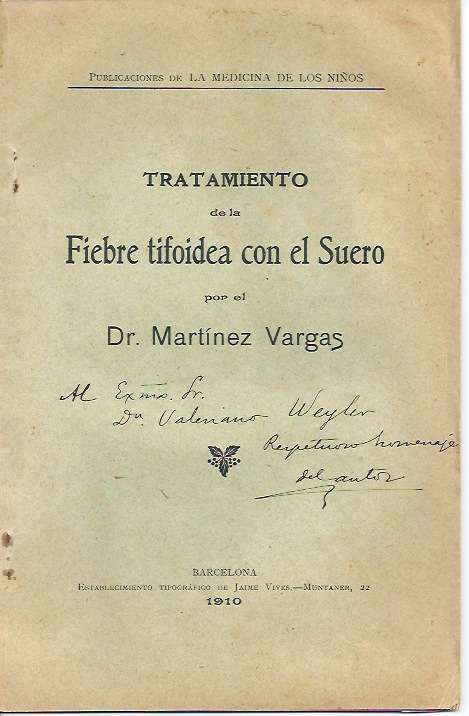 Publicaciones de LA MEDICINA DE LOS NIÑOS
TRATAMIENTO
de la
Fiebre tifoidea con el Suero
por el
Dr. Martínez Vargas
Al Exmo. Sr.
Dn. Valeriano Weyler
Respetuoso homenaje
del autor
BARCELONA
Establecimiento tipográfico de Jaime Vives.—Muntaner, 22
1910